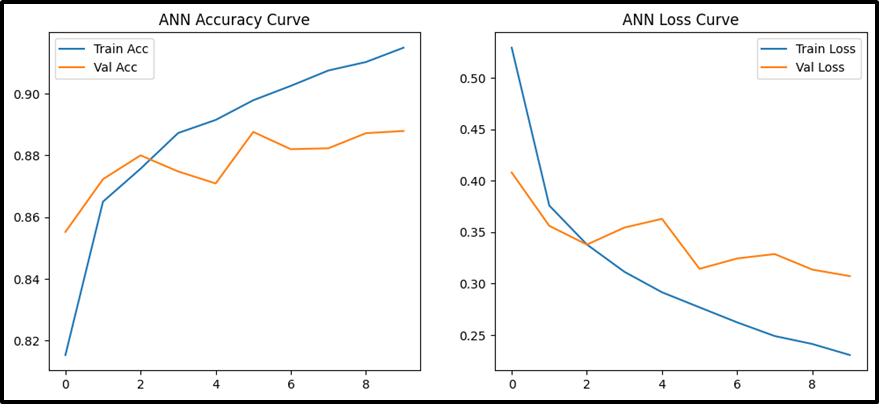 ANN Accuracy Curve
Train Acc
Val Acc
0.90
0.88
0.86
0.84
0.82
0 2 4 6 8
ANN Loss Curve
Train Loss
Val Loss
0.50
0.45
0.40
0.35
0.30
0.25
0 2 4 6 8